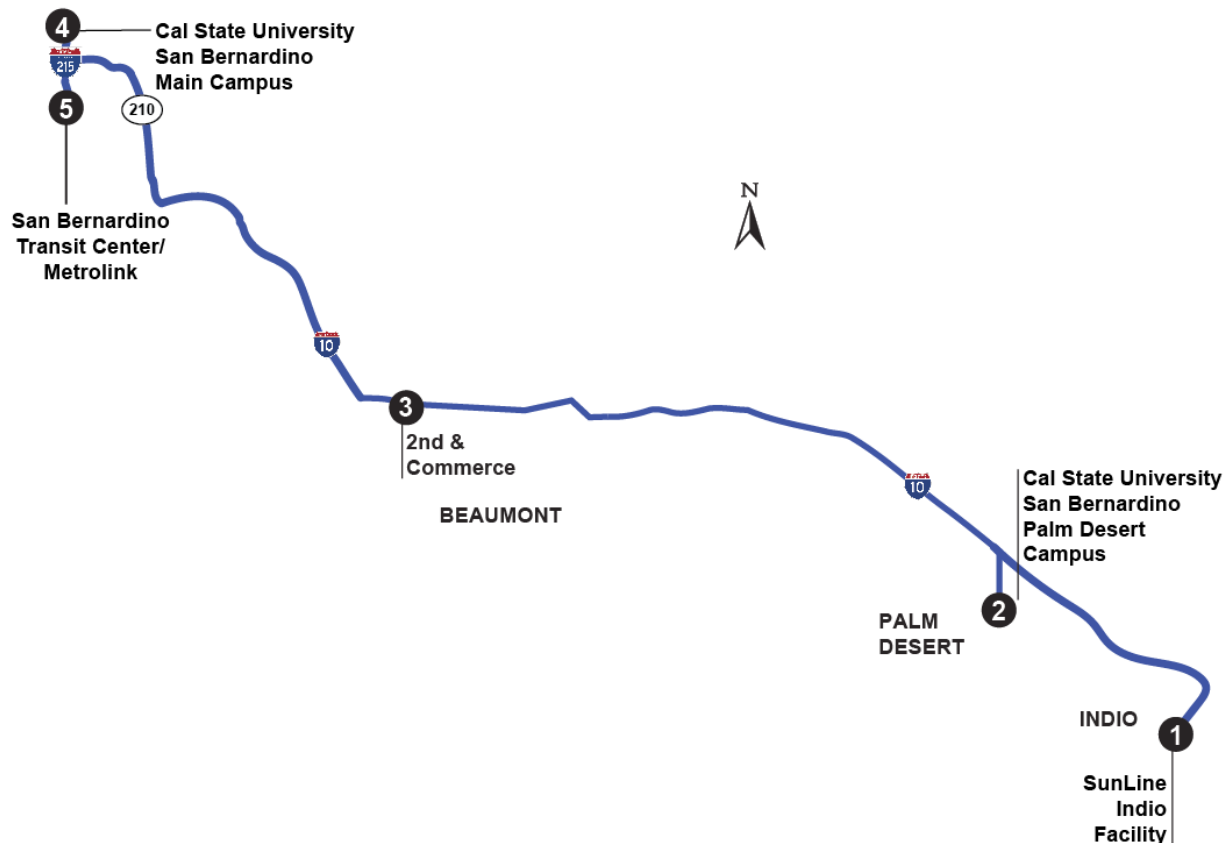 4
Cal State University
San Bernardino
Main Campus
215
5
210
San Bernardino
Transit Center/
Metrolink
N
10
3
2nd &
Commerce
BEAUMONT
10
Cal State University
San Bernardino
Palm Desert
Campus
2
PALM
DESERT
INDIO
1
SunLine
Indio
Facility